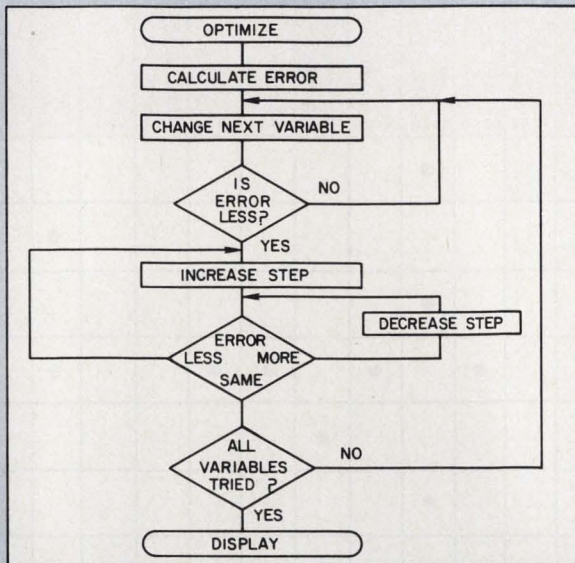 OPTIMIZE
CALCULATE ERROR
CHANGE NEXT VARIABLE
IS
ERROR
LESS?
NO
YES
INCREASE STEP
DECREASE STEP
ERROR
LESS MORE
SAME
ALL
VARIABLES
TRIED ?
NO
YES
DISPLAY